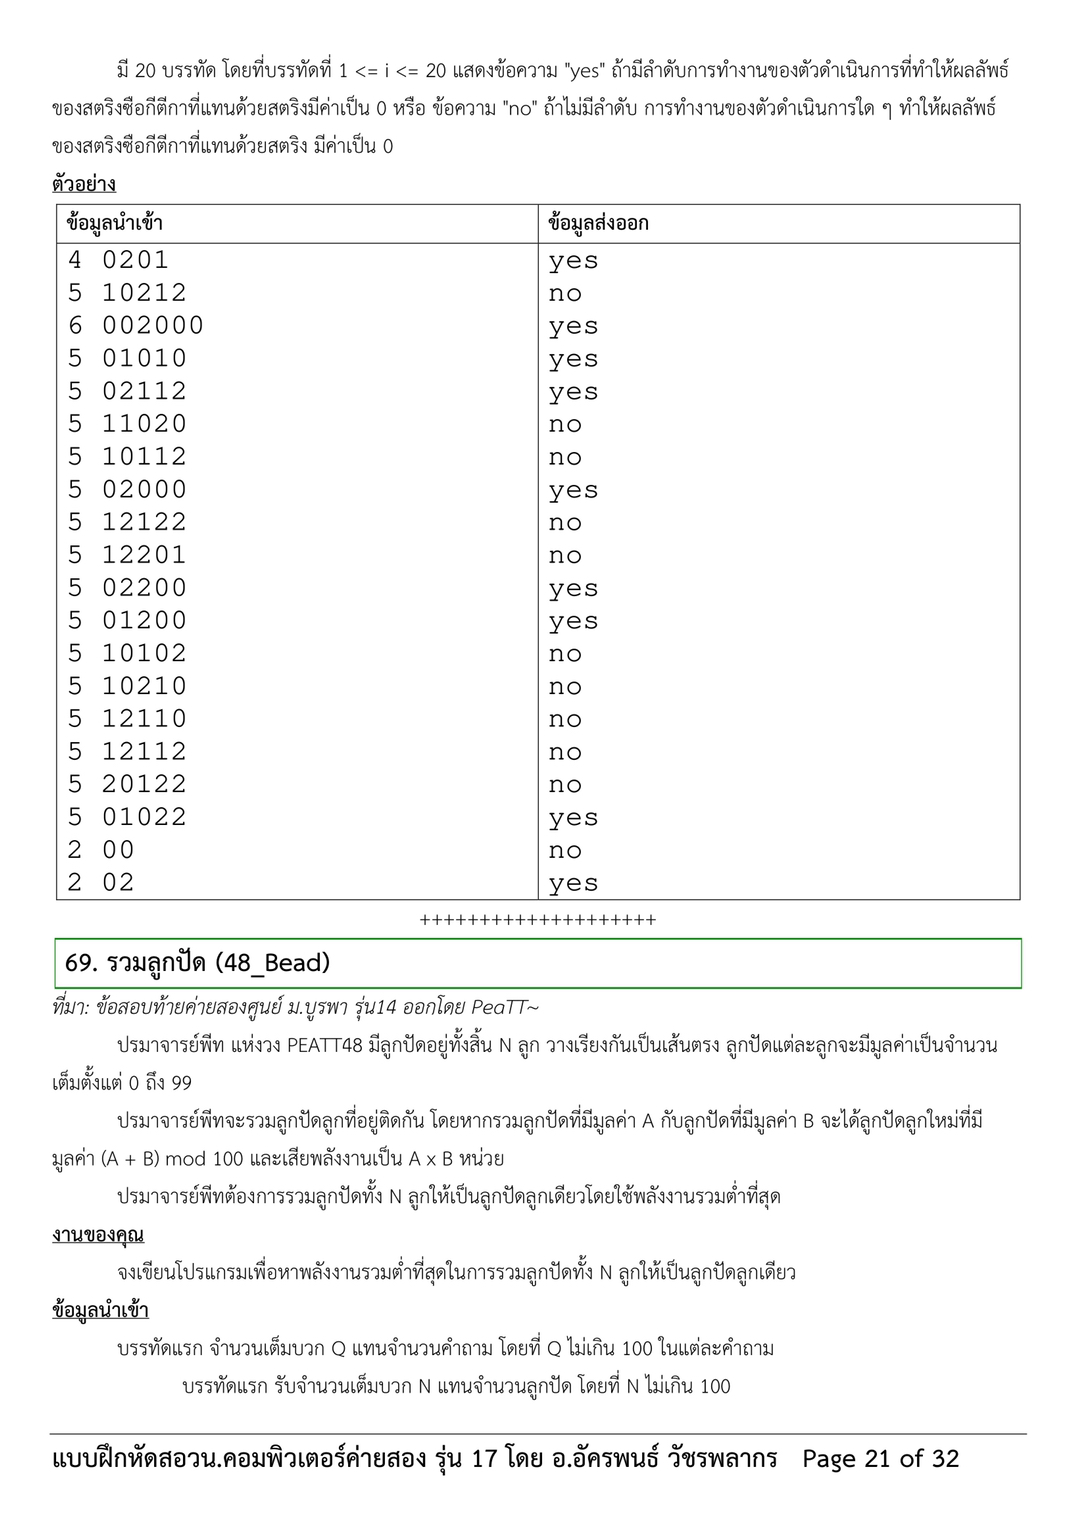 มี 20 บรรทัด โดยที่บรรทัดที่ 1 <= i <= 20 แสดงข้อความ "yes" ถ้ามีลำดับการทำงานของตัวดำเนินการที่ทำให้ผลลัพธ์
ของสตริงซือกีตีกาที่แทนด้วยสตริงมีค่าเป็น 0 หรือ ข้อความ "no" ถ้าไม่มีลำดับ การทำงานของตัวดำเนินการใด ๆ ทำให้ผลลัพธ์
ของสตริงซือกีตีกาที่แทนด้วยสตริง มีค่าเป็น 0
ตัวอย่าง
ข้อมูลนำเข้า ข้อมูลส่งออก
4 0201 yes
5 10212 no
6 002000 yes
5 01010 yes
5 02112 yes
5 11020 no
5 10112 no
5 02000 yes
5 12122 no
5 12201 no
5 02200 yes
5 01200 yes
5 10102 no
5 10210 no
5 12110 no
5 12112 no
5 20122 no
5 01022 yes
2 00 no
2 02 yes
++++++++++++++++++++
69. รวมลูกปัด (48_Bead)
ที่มา: ข้อสอบท้ายค่ายสองศูนย์ ม.บูรพา รุ่น14 ออกโดย PeaTT~
ปรมาจารย์พีท แห่งวง PEATT48 มีลูกปัดอยู่ทั้งสิ้น N ลูก วางเรียงกันเป็นเส้นตรง ลูกปัดแต่ละลูกจะมีมูลค่าเป็นจำนวน
เต็มตั้งแต่ 0 ถึง 99
ปรมาจารย์พีทจะรวมลูกปัดลูกที่อยู่ติดกัน โดยหากรวมลูกปัดที่มีมูลค่า A กับลูกปัดที่มีมูลค่า B จะได้ลูกปัดลูกใหม่ที่มี
มูลค่า (A + B) mod 100 และเสียพลังงานเป็น A x B หน่วย
ปรมาจารย์พีทต้องการรวมลูกปัดทั้ง N ลูกให้เป็นลูกปัดลูกเดียวโดยใช้พลังงานรวมต่ำที่สุด
งานของคุณ
จงเขียนโปรแกรมเพื่อหาพลังงานรวมต่ำที่สุดในการรวมลูกปัดทั้ง N ลูกให้เป็นลูกปัดลูกเดียว
ข้อมูลนำเข้า
บรรทัดแรก จำนวนเต็มบวก Q แทนจำนวนคำถาม โดยที่ Q ไม่เกิน 100 ในแต่ละคำถาม
บรรทัดแรก รับจำนวนเต็มบวก N แทนจำนวนลูกปัด โดยที่ N ไม่เกิน 100
แบบฝึกหัดสอวน.คอมพิวเตอร์ค่ายสอง รุ่น 17 โดย อ.อัครพนธ์ วัชรพลากร Page 21 of 32